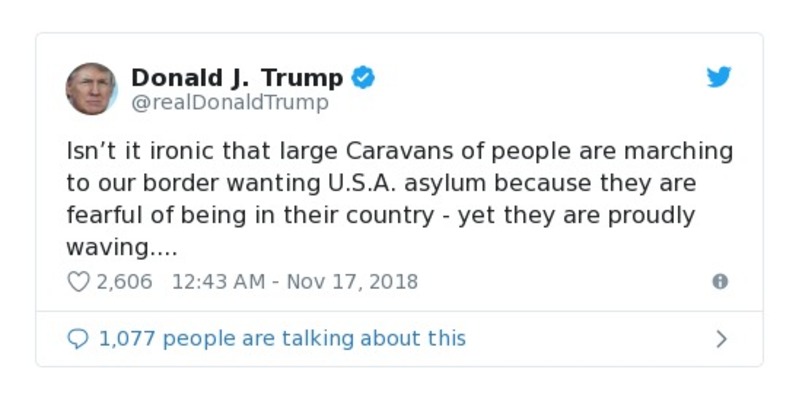 Donald J. Trump
@realDonaldTrump
Isn’t it ironic that large Caravans of people are marching
to our border wanting U.S.A. asylum because they are
fearful of being in their country - yet they are proudly
waving....
2,606 12:43 AM - Nov 17, 2018
1,077 people are talking about this